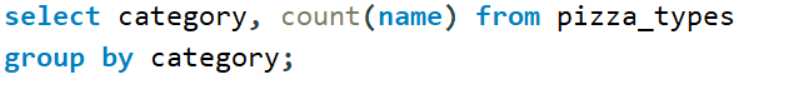 select category, count(name) from pizza_types
group by category;